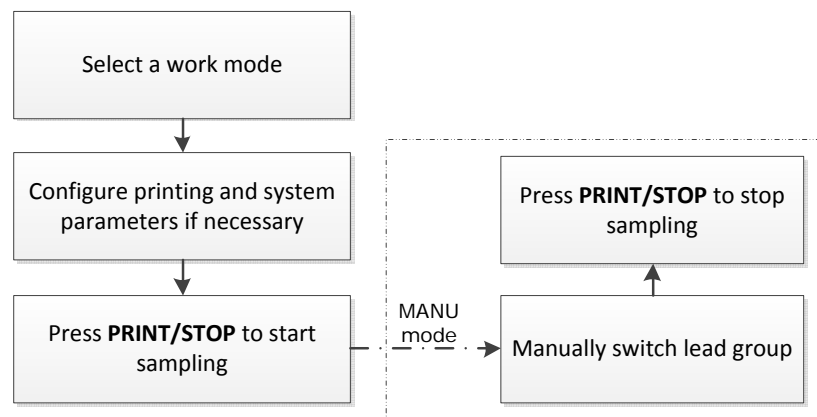 Select a work mode
Configure printing and system
parameters if necessary
Press PRINT/STOP to start
sampling
MANU
mode
Manually switch lead group
Press PRINT/STOP to stop
sampling